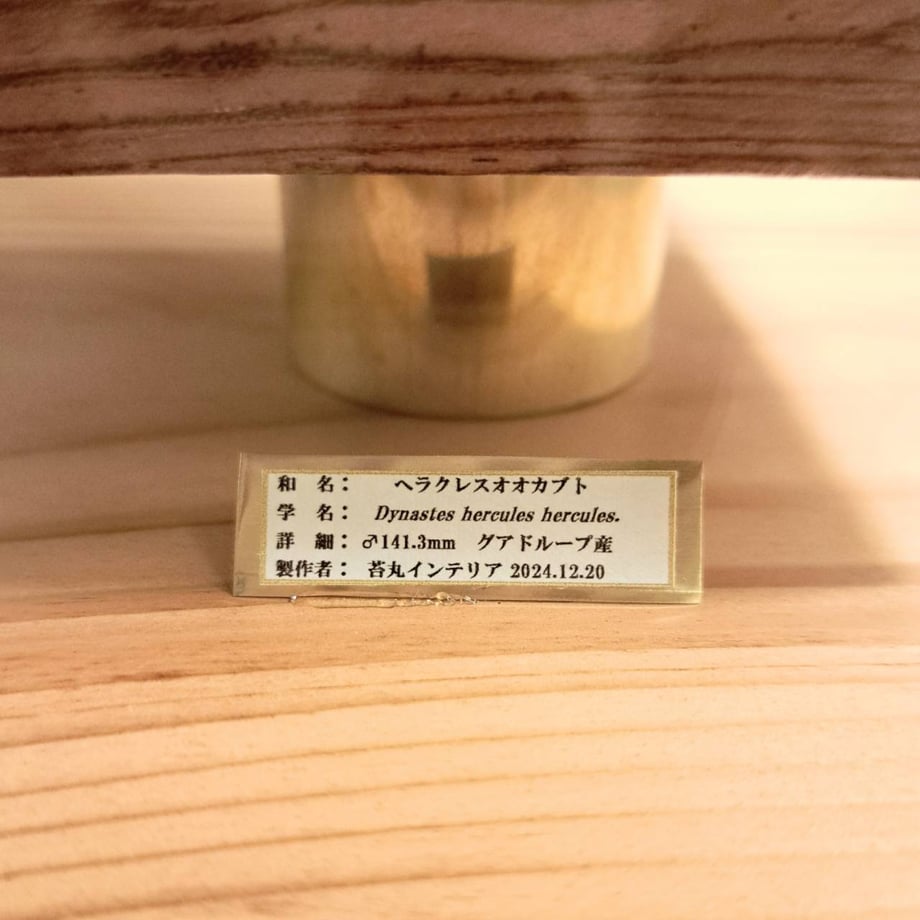 和　名：　ヘラクレスオオカブト
学　名：　Dynastes hercules hercules.
詳　細：♂141.3mm　グアドループ産
製作者：　苔丸インテリア 2024.12.20